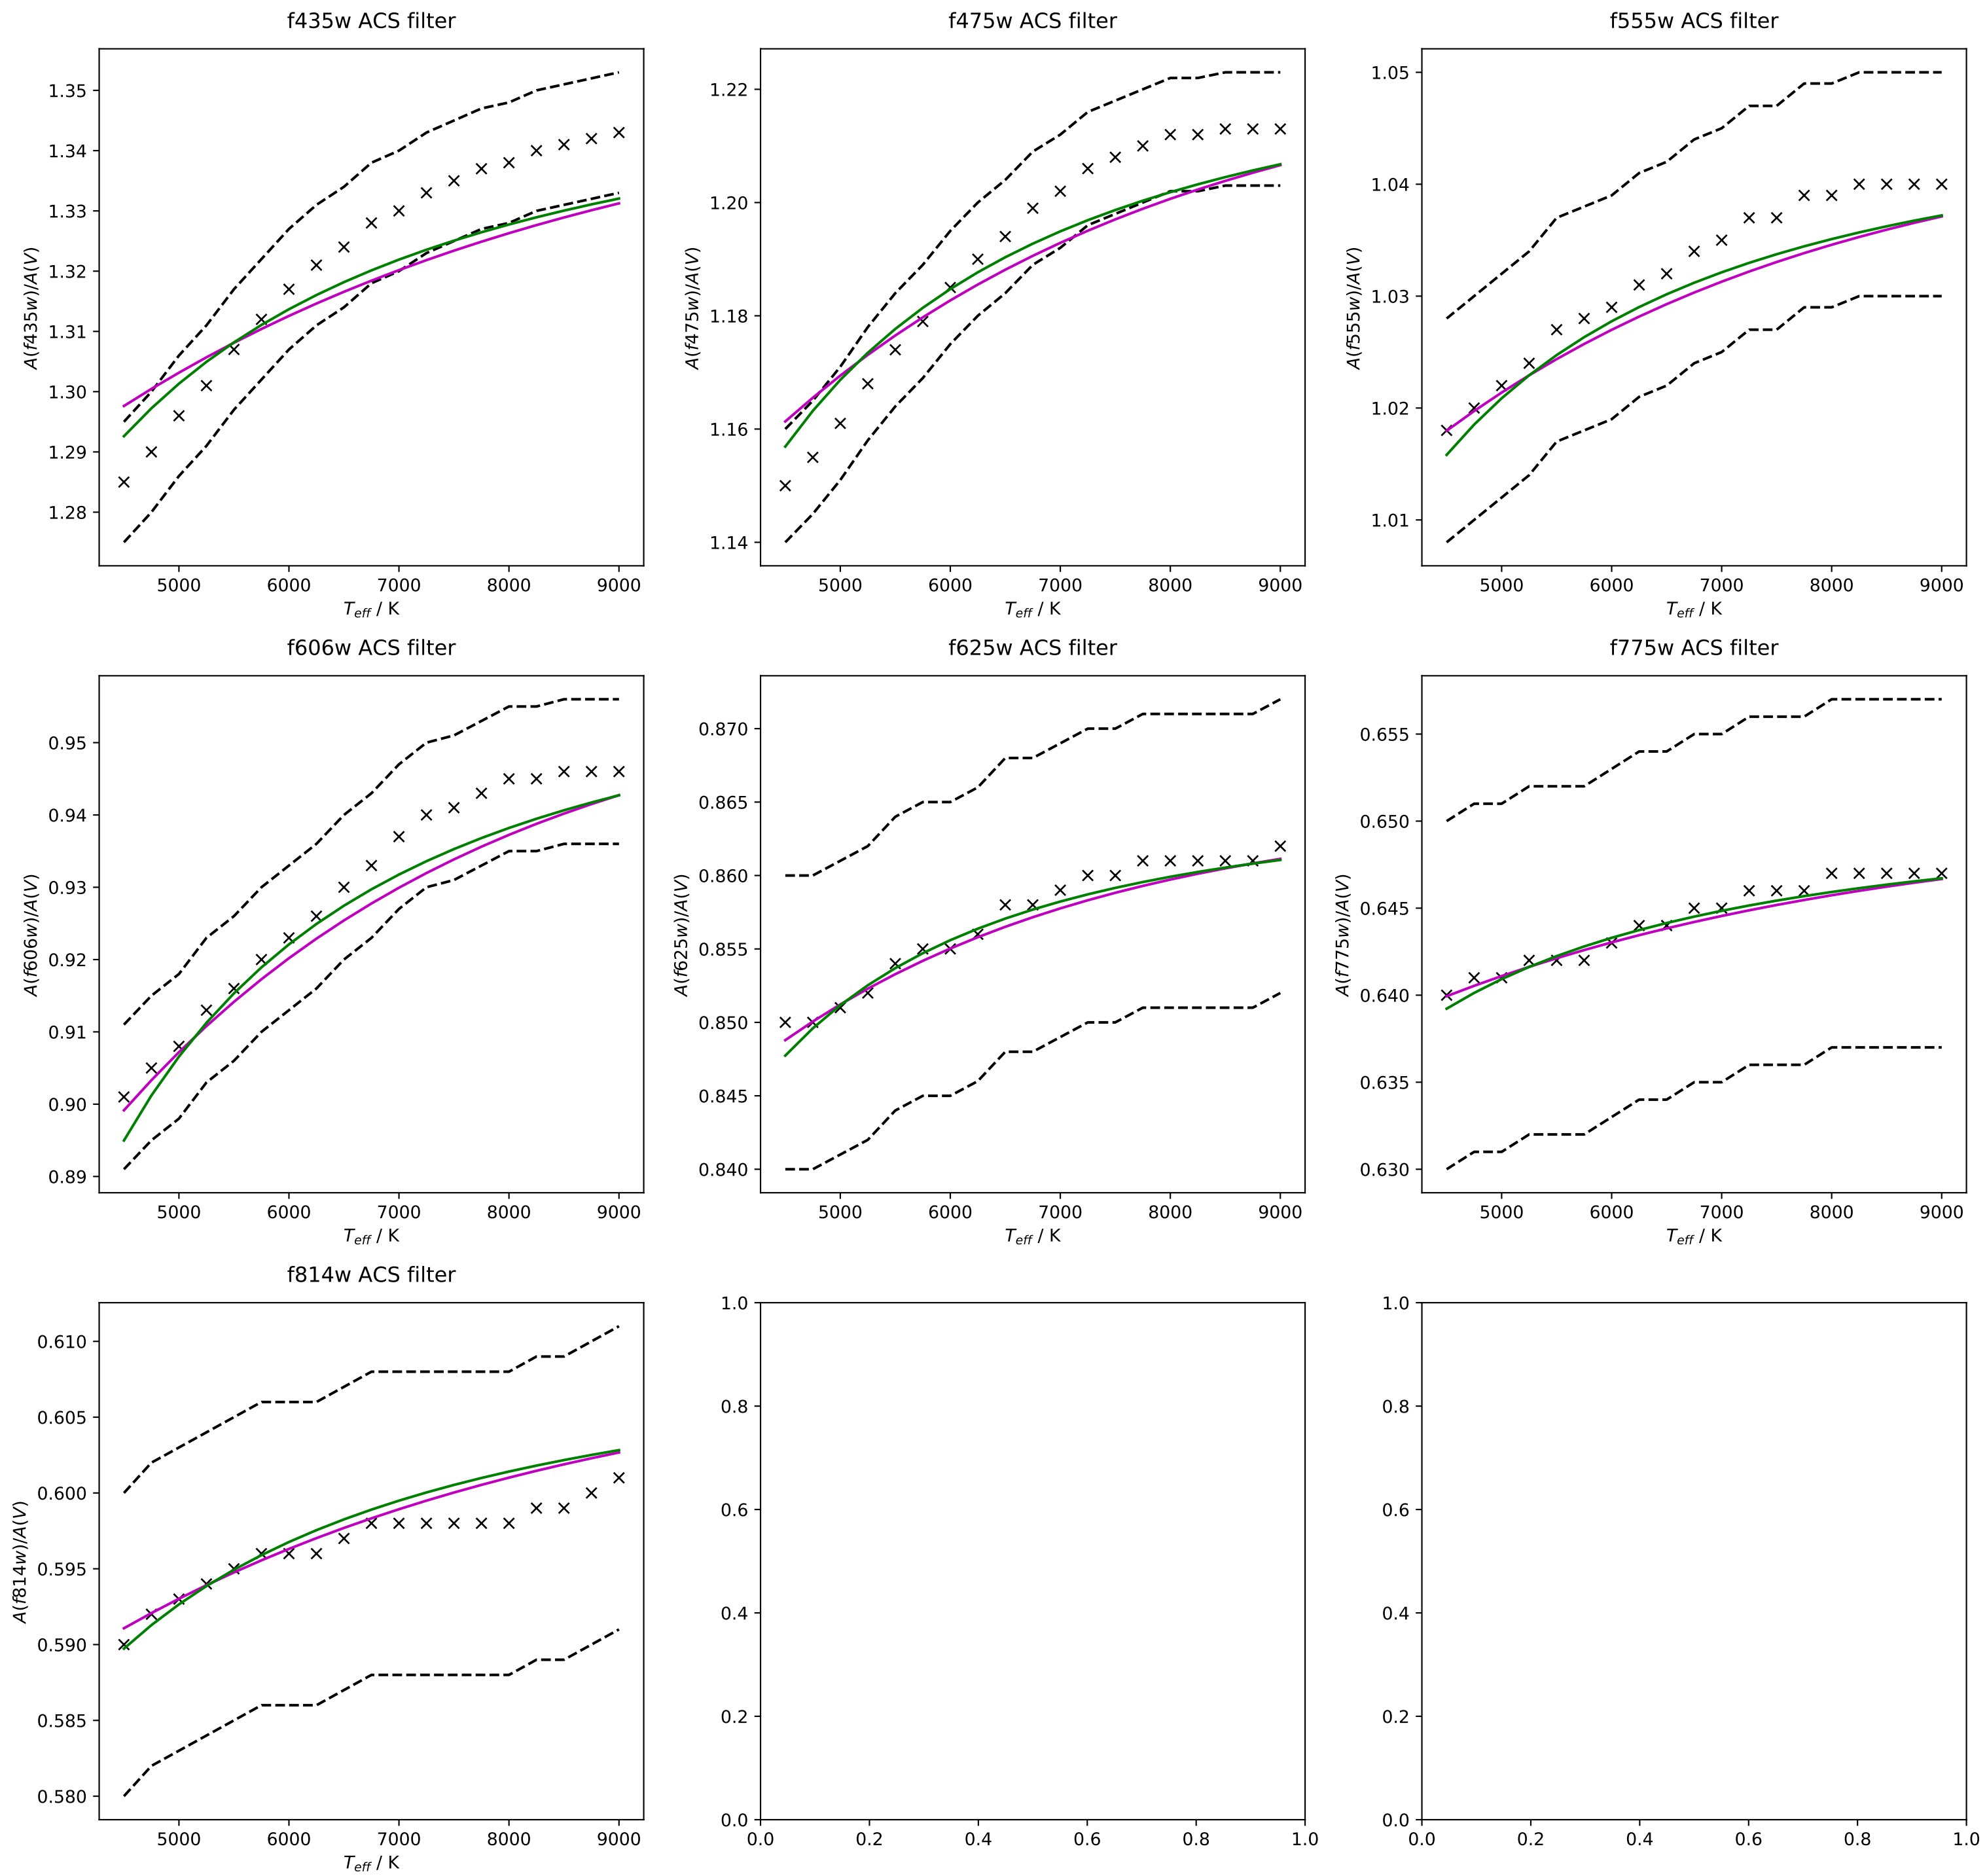 f435w ACS filter
1.35
1.34
1.33
1.32
1.31
1.30
1.29
1.28
A(f435w)/A(V)
5000 6000 7000 8000 9000
T_eff / K
f475w ACS filter
1.22
1.20
1.18
1.16
1.14
A(f475w)/A(V)
5000 6000 7000 8000 9000
T_eff / K
f555w ACS filter
1.05
1.04
1.03
1.02
1.01
A(f555w)/A(V)
5000 6000 7000 8000 9000
T_eff / K
f606w ACS filter
0.95
0.94
0.93
0.92
0.91
0.90
0.89
A(f606w)/A(V)
5000 6000 7000 8000 9000
T_eff / K
f625w ACS filter
0.870
0.865
0.860
0.855
0.850
0.845
0.840
A(f625w)/A(V)
5000 6000 7000 8000 9000
T_eff / K
f775w ACS filter
0.655
0.650
0.645
0.640
0.635
0.630
A(f775w)/A(V)
5000 6000 7000 8000 9000
T_eff / K
f814w ACS filter
0.610
0.605
0.600
0.595
0.590
0.585
0.580
A(f814w)/A(V)
5000 6000 7000 8000 9000
T_eff / K
1.0
0.8
0.6
0.4
0.2
0.0
0.0 0.2 0.4 0.6 0.8 1.0
1.0
0.8
0.6
0.4
0.2
0.0
0.0 0.2 0.4 0.6 0.8 1.0